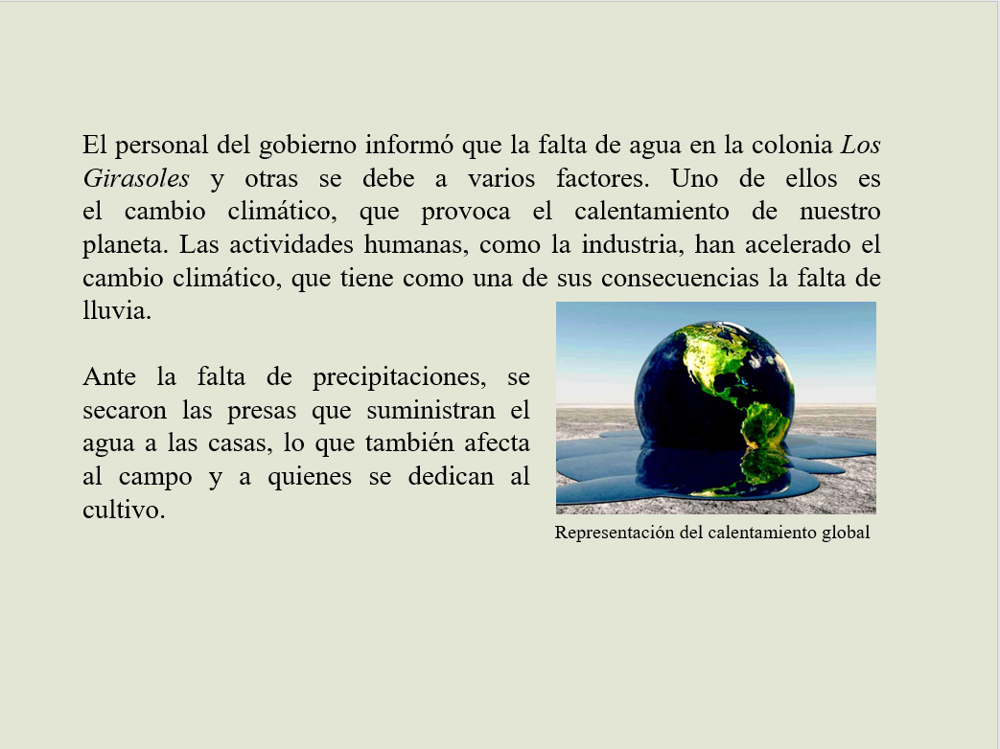 El personal del gobierno informó que la falta de agua en la colonia Los
Girasoles y otras se debe a varios factores. Uno de ellos es
el cambio climático, que provoca el calentamiento de nuestro
planeta. Las actividades humanas, como la industria, han acelerado el
cambio climático, que tiene como una de sus consecuencias la falta de
lluvia.
Ante la falta de precipitaciones, se
secaron las presas que suministran el
agua a las casas, lo que también afecta
al campo y a quienes se dedican al
cultivo.
Representación del calentamiento global